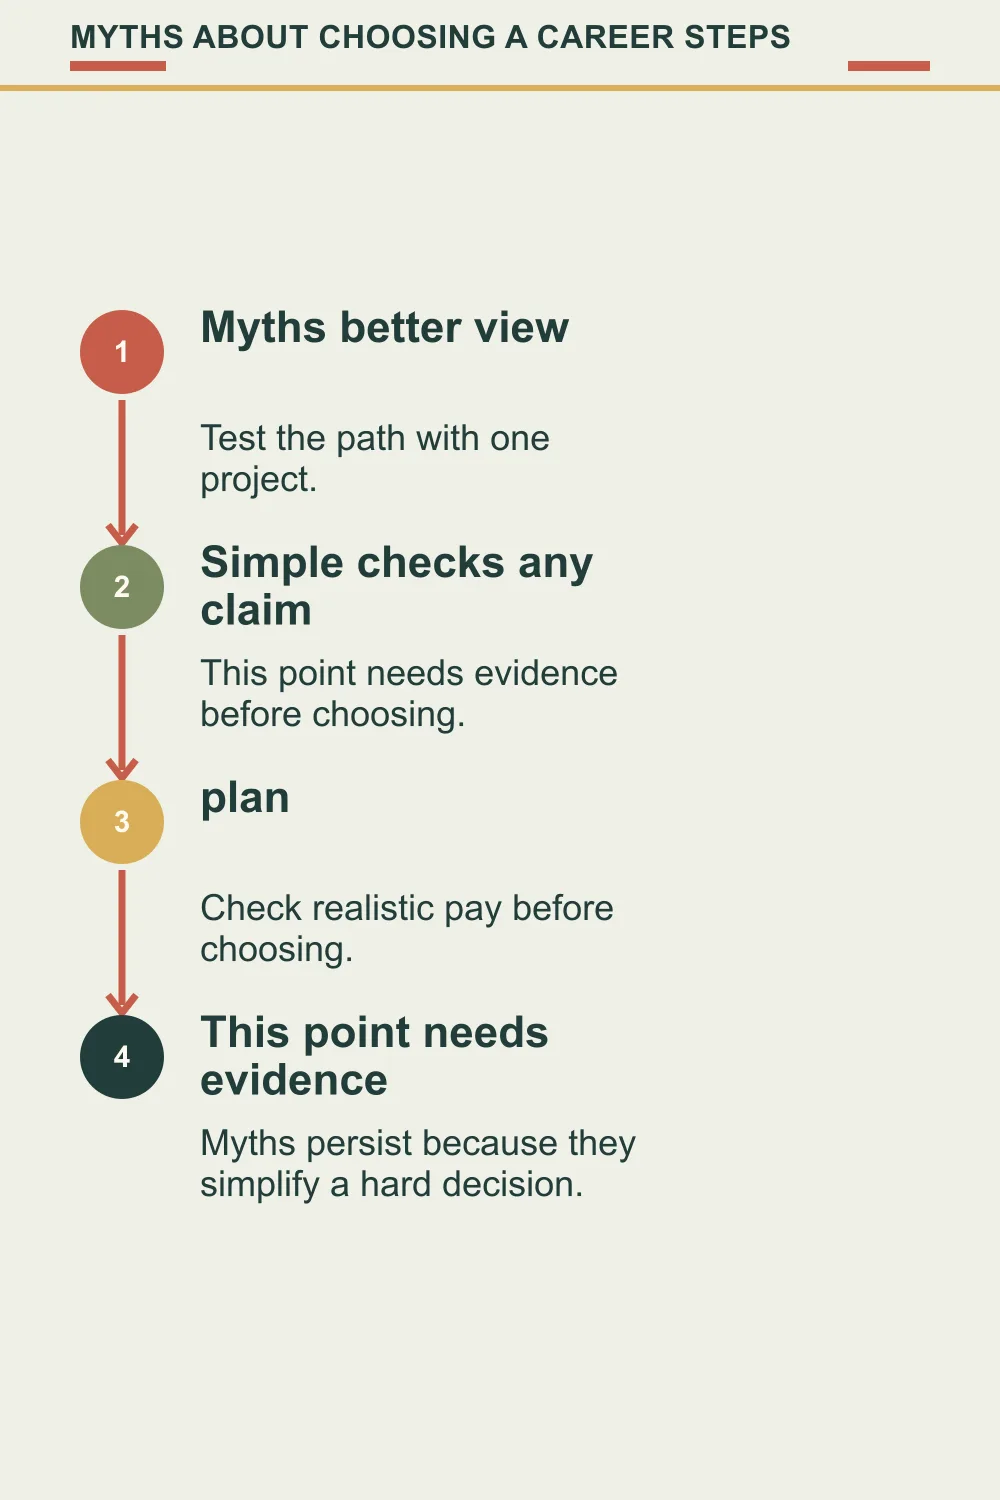 MYTHS ABOUT CHOOSING A CAREER STEPS
1
Myths better view
Test the path with one
project.
2
Simple checks any
claim
This point needs evidence
before choosing.
3
plan
Check realistic pay before
choosing.
4
This point needs
evidence
Myths persist because they
simplify a hard decision.